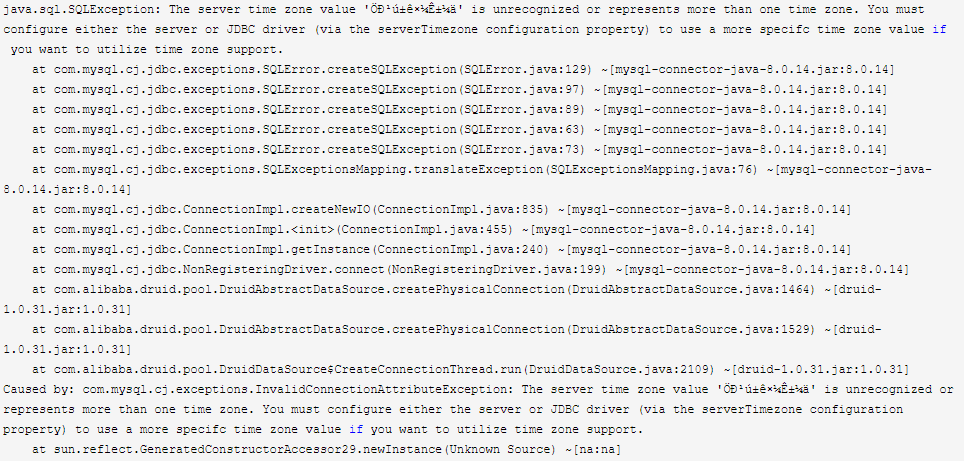 java.sql.SQLException: The server time zone value 'ÖÐ¹ú±ê×¼Ê±¼ä' is unrecognized or represents more than one time zone. You must
configure either the server or JDBC driver (via the serverTimezone configuration property) to use a more specifc time zone value if
you want to utilize time zone support.
at com.mysql.cj.jdbc.exceptions.SQLError.createSQLException(SQLError.java:129) ~[mysql-connector-java-8.0.14.jar:8.0.14]
at com.mysql.cj.jdbc.exceptions.SQLError.createSQLException(SQLError.java:97) ~[mysql-connector-java-8.0.14.jar:8.0.14]
at com.mysql.cj.jdbc.exceptions.SQLError.createSQLException(SQLError.java:89) ~[mysql-connector-java-8.0.14.jar:8.0.14]
at com.mysql.cj.jdbc.exceptions.SQLError.createSQLException(SQLError.java:63) ~[mysql-connector-java-8.0.14.jar:8.0.14]
at com.mysql.cj.jdbc.exceptions.SQLError.createSQLException(SQLError.java:73) ~[mysql-connector-java-8.0.14.jar:8.0.14]
at com.mysql.cj.jdbc.exceptions.SQLExceptionsMapping.translateException(SQLExceptionsMapping.java:76) ~[mysql-connector-java-
8.0.14.jar:8.0.14]
at com.mysql.cj.jdbc.ConnectionImpl.createNewIO(ConnectionImpl.java:835) ~[mysql-connector-java-8.0.14.jar:8.0.14]
at com.mysql.cj.jdbc.ConnectionImpl.<init>(ConnectionImpl.java:455) ~[mysql-connector-java-8.0.14.jar:8.0.14]
at com.mysql.cj.jdbc.ConnectionImpl.getInstance(ConnectionImpl.java:240) ~[mysql-connector-java-8.0.14.jar:8.0.14]
at com.mysql.cj.jdbc.NonRegisteringDriver.connect(NonRegisteringDriver.java:199) ~[mysql-connector-java-8.0.14.jar:8.0.14]
at com.alibaba.druid.pool.DruidAbstractDataSource.createPhysicalConnection(DruidAbstractDataSource.java:1464) ~[druid-
1.0.31.jar:1.0.31]
at com.alibaba.druid.pool.DruidAbstractDataSource.createPhysicalConnection(DruidAbstractDataSource.java:1529) ~[druid-
1.0.31.jar:1.0.31]
at com.alibaba.druid.pool.DruidDataSource$CreateConnectionThread.run(DruidDataSource.java:2109) ~[druid-1.0.31.jar:1.0.31]
Caused by: com.mysql.cj.exceptions.InvalidConnectionAttributeException: The server time zone value 'ÖÐ¹ú±ê×¼Ê±¼ä' is unrecognized or
represents more than one time zone. You must configure either the server or JDBC driver (via the serverTimezone configuration
property) to use a more specifc time zone value if you want to utilize time zone support.
at sun.reflect.GeneratedConstructorAccessor29.newInstance(Unknown Source) ~[na:na]